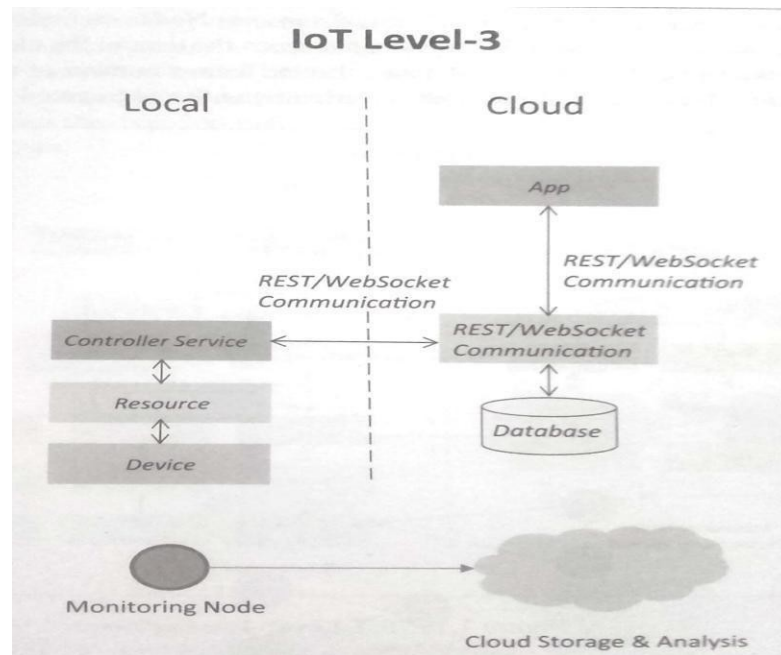 IoT Level-3
Local
Cloud
App
REST/WebSocket
Communication
REST/WebSocket
Communication
Controller Service
REST/WebSocket
Communication
Resource
Database
Device
Monitoring Node
Cloud Storage & Analysis